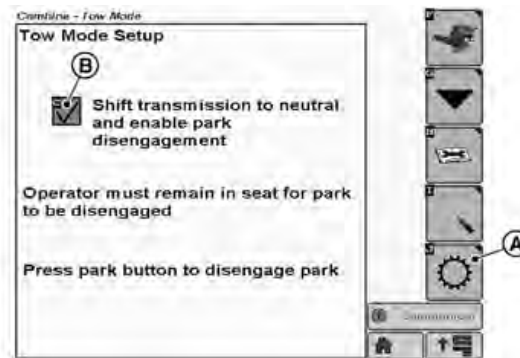 Combine - Tow Mode
Tow Mode Setup
B
Shift transmission to neutral
and enable park
disengagement
Operator must remain in seat for park
to be disengaged
A
Press park button to disengage park